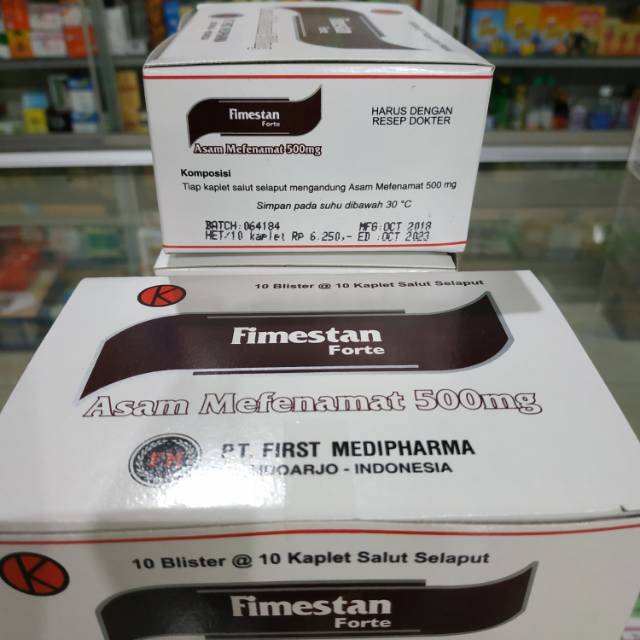 Fimestan
Forte
Asam Mefenamat 500mg
HARUS DENGAN
RESEP DOKTER
Komposisi
Tiap kaplet salut selaput mengandung Asam Mefenamat 500 mg
Simpan pada suhu dibawah 30 °C
BATCH: 064184 MFG:OCT 2018
HET/10 kaplet RP 6.250,- ED :OCT 2023
K
10 Blister @ 10 Kaplet Salut Selaput
Fimestan
Forte
Asam Mefenamat 500mg
FM
P.T. FIRST MEDIPHARMA
- INDONESIA
K
10 Blister @ 10 Kaplet Salut Selaput
Fimestan
Forte